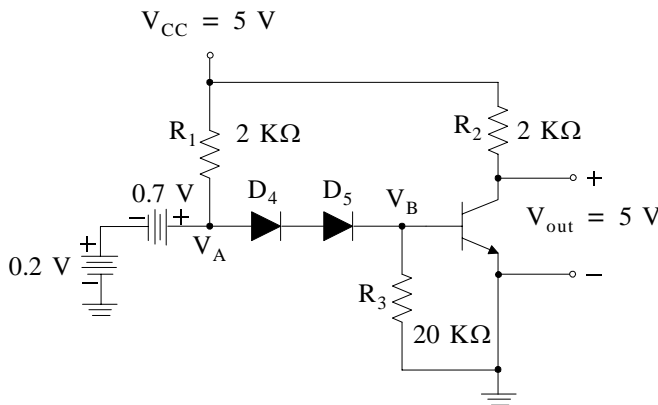 V_CC = 5 V
R_1 2 KΩ
R_2 2 KΩ
0.7 V D_4 D_5 V_B
− + + −
V_A
V_out = 5 V
+
0.2 V
−
R_3
20 KΩ